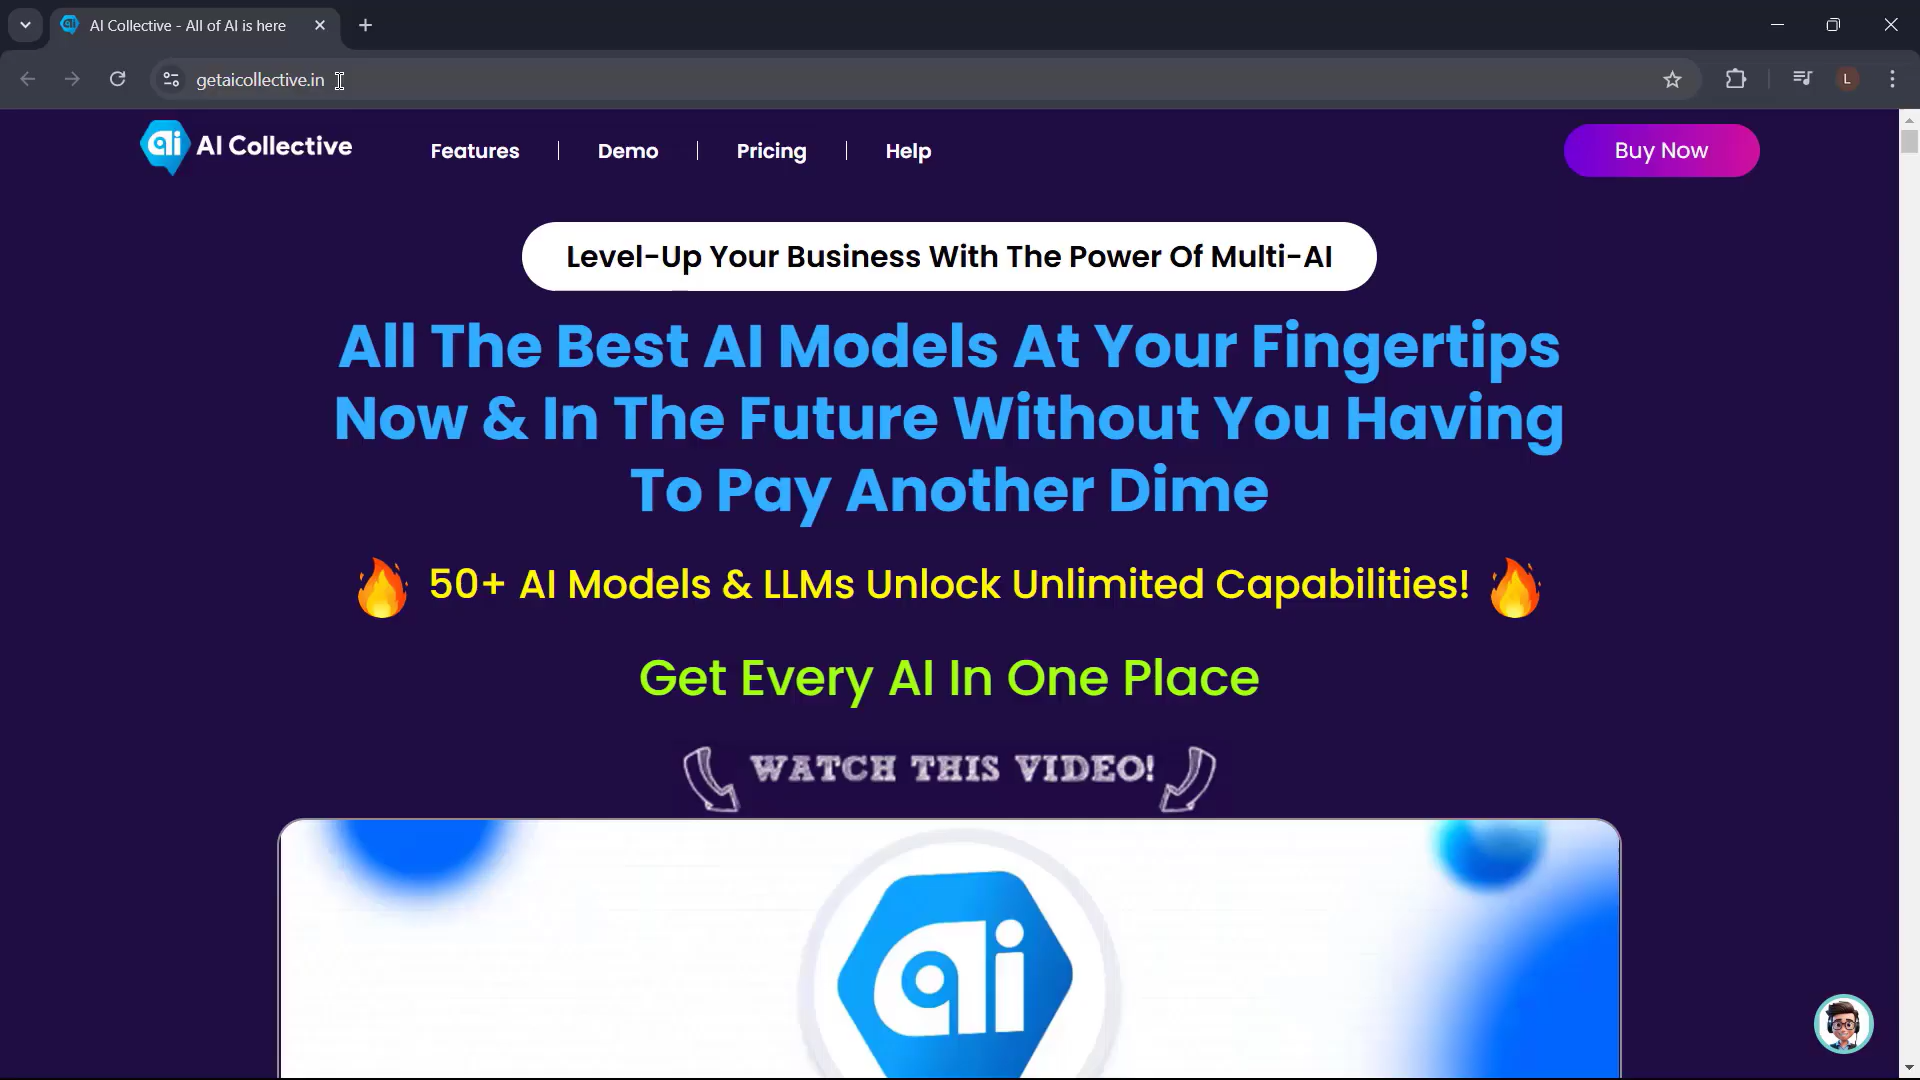 AI Collective - All of AI is here
getaicollective.in
L
ai AI Collective
Features
Demo
Pricing
Help
Buy Now
Level-Up Your Business With The Power Of Multi-AI
All The Best AI Models At Your Fingertips
Now & In The Future Without You Having
To Pay Another Dime
🔥 50+ AI Models & LLMs Unlock Unlimited Capabilities! 🔥
Get Every AI In One Place
WATCH THIS VIDEO!
ai